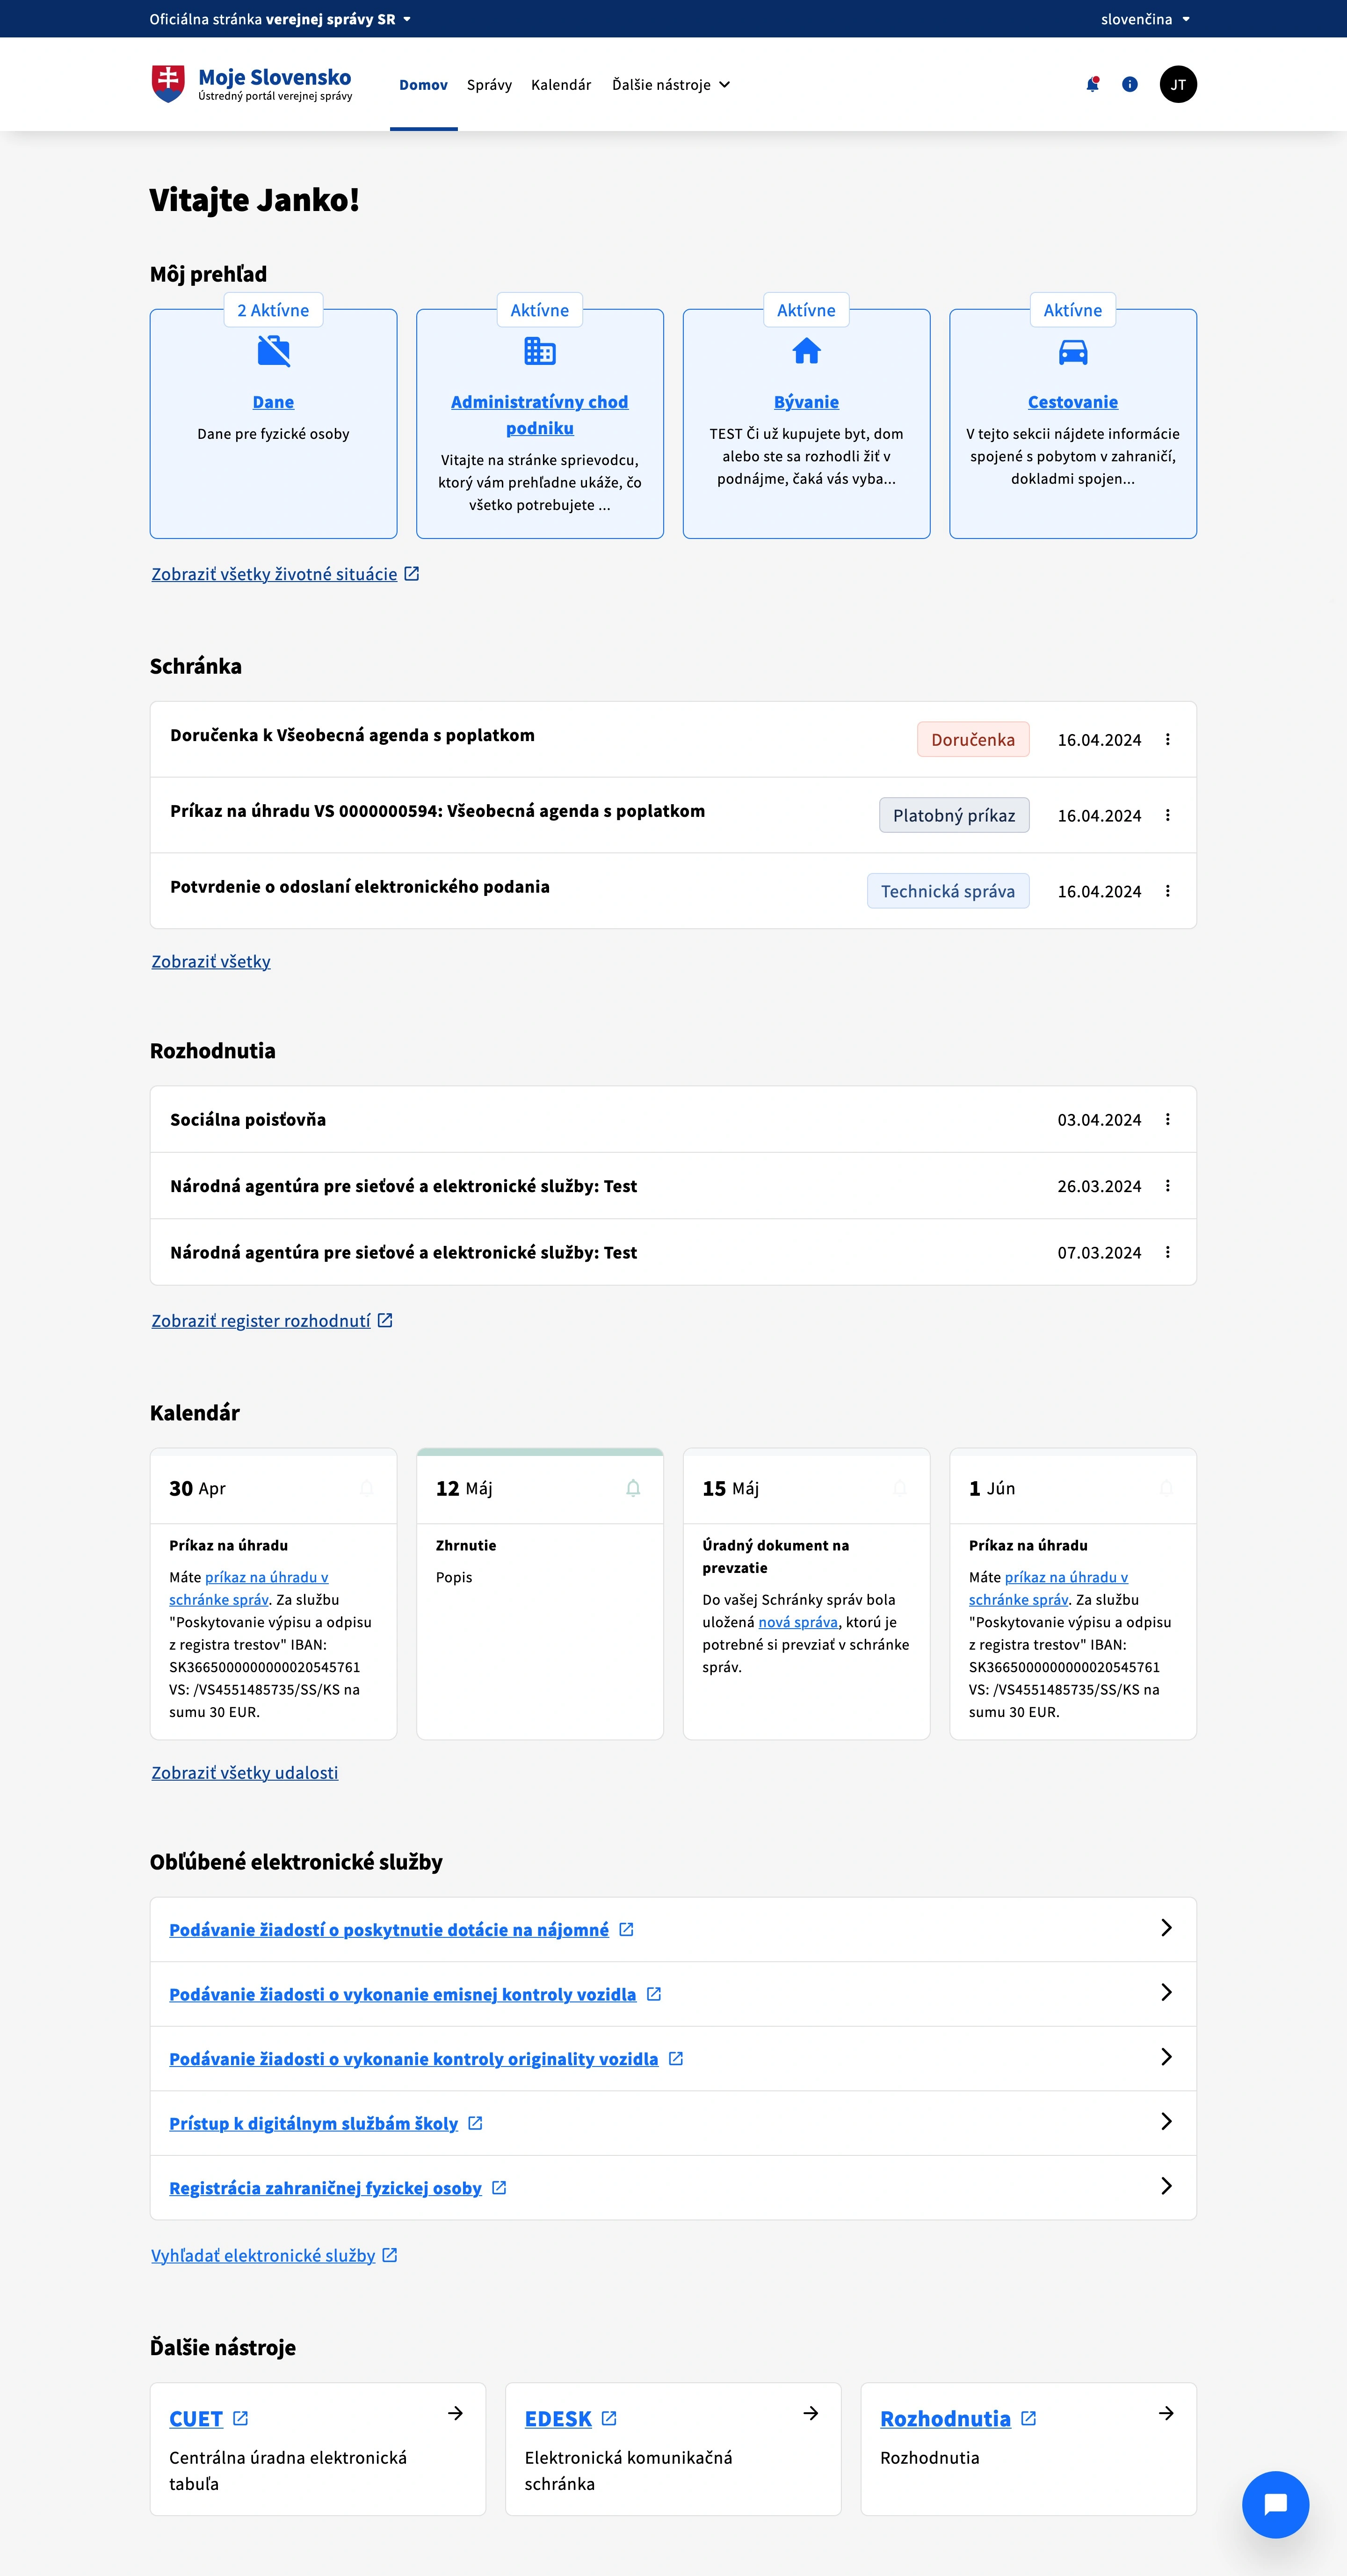 Oficiálna stránka verejnej správy SR
slovenčina
Moje Slovensko
Ústredný portál verejnej správy
Domov
Správy
Kalendár
Ďalšie nástroje
JT
Vitajte Janko!
Môj prehľad
2 Aktívne
Dane
Dane pre fyzické osoby
Aktívne
Administratívny chod
podniku
Vitajte na stránke sprievodcu,
ktorý vám prehľadne ukáže, čo
všetko potrebujete ...
Aktívne
Bývanie
TEST Či už kupujete byt, dom
alebo ste sa rozhodli žiť v
podnájme, čaká vás vyba...
Aktívne
Cestovanie
V tejto sekcii nájdete informácie
spojené s pobytom v zahraničí,
dokladmi spojen...
Zobraziť všetky životné situácie
Schránka
Doručenka k Všeobecná agenda s poplatkom
Doručenka
16.04.2024
Príkaz na úhradu VS 0000000594: Všeobecná agenda s poplatkom
Platobný príkaz
16.04.2024
Potvrdenie o odoslaní elektronického podania
Technická správa
16.04.2024
Zobraziť všetky
Rozhodnutia
Sociálna poisťovňa
03.04.2024
Národná agentúra pre sieťové a elektronické služby: Test
26.03.2024
Národná agentúra pre sieťové a elektronické služby: Test
07.03.2024
Zobraziť register rozhodnutí
Kalendár
30 Apr
Príkaz na úhradu
Máte príkaz na úhradu v
schránke správ. Za službu
"Poskytovanie výpisu a odpisu
z registra trestov" IBAN:
SK3665000000000020545761
VS: /VS4551485735/SS/KS na
sumu 30 EUR.
12 Máj
Zhrnutie
Popis
15 Máj
Úradný dokument na
prevzatie
Do vašej Schránky správ bola
uložená nová správa, ktorú je
potrebné si prevziať v schránke
správ.
1 Jún
Príkaz na úhradu
Máte príkaz na úhradu v
schránke správ. Za službu
"Poskytovanie výpisu a odpisu
z registra trestov" IBAN:
SK3665000000000020545761
VS: /VS4551485735/SS/KS na
sumu 30 EUR.
Zobraziť všetky udalosti
Obľúbené elektronické služby
Podávanie žiadostí o poskytnutie dotácie na nájomné
Podávanie žiadosti o vykonanie emisnej kontroly vozidla
Podávanie žiadosti o vykonanie kontroly originality vozidla
Prístup k digitálnym službám školy
Registrácia zahraničnej fyzickej osoby
Vyhľadať elektronické služby
Ďalšie nástroje
CUET
Centrálna úradna elektronická
tabuľa
EDESK
Elektronická komunikačná
schránka
Rozhodnutia
Rozhodnutia